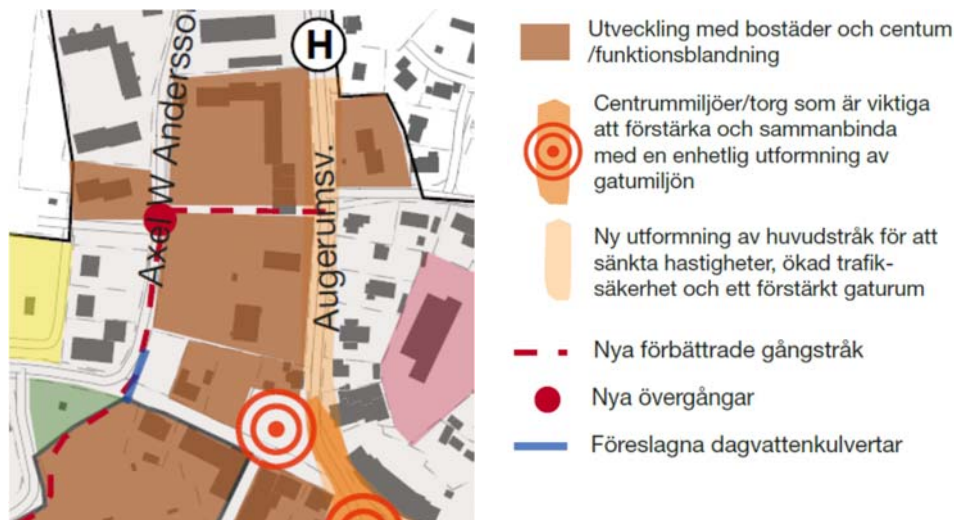 H
Axel W Andersso
Augerumsv.
Utveckling med bostäder och centum
/funktionsblandning
Centrummiljöer/torg som är viktiga
att förstärka och sammanbinda
med en enhetlig utformning av
gatumiljön
Ny utformning av huvudstråk för att
sänkta hastigheter, ökad trafik-
säkerhet och ett förstärkt gaturum
Nya förbättrade gångstråk
Nya övergångar
Föreslagna dagvattenkulvertar